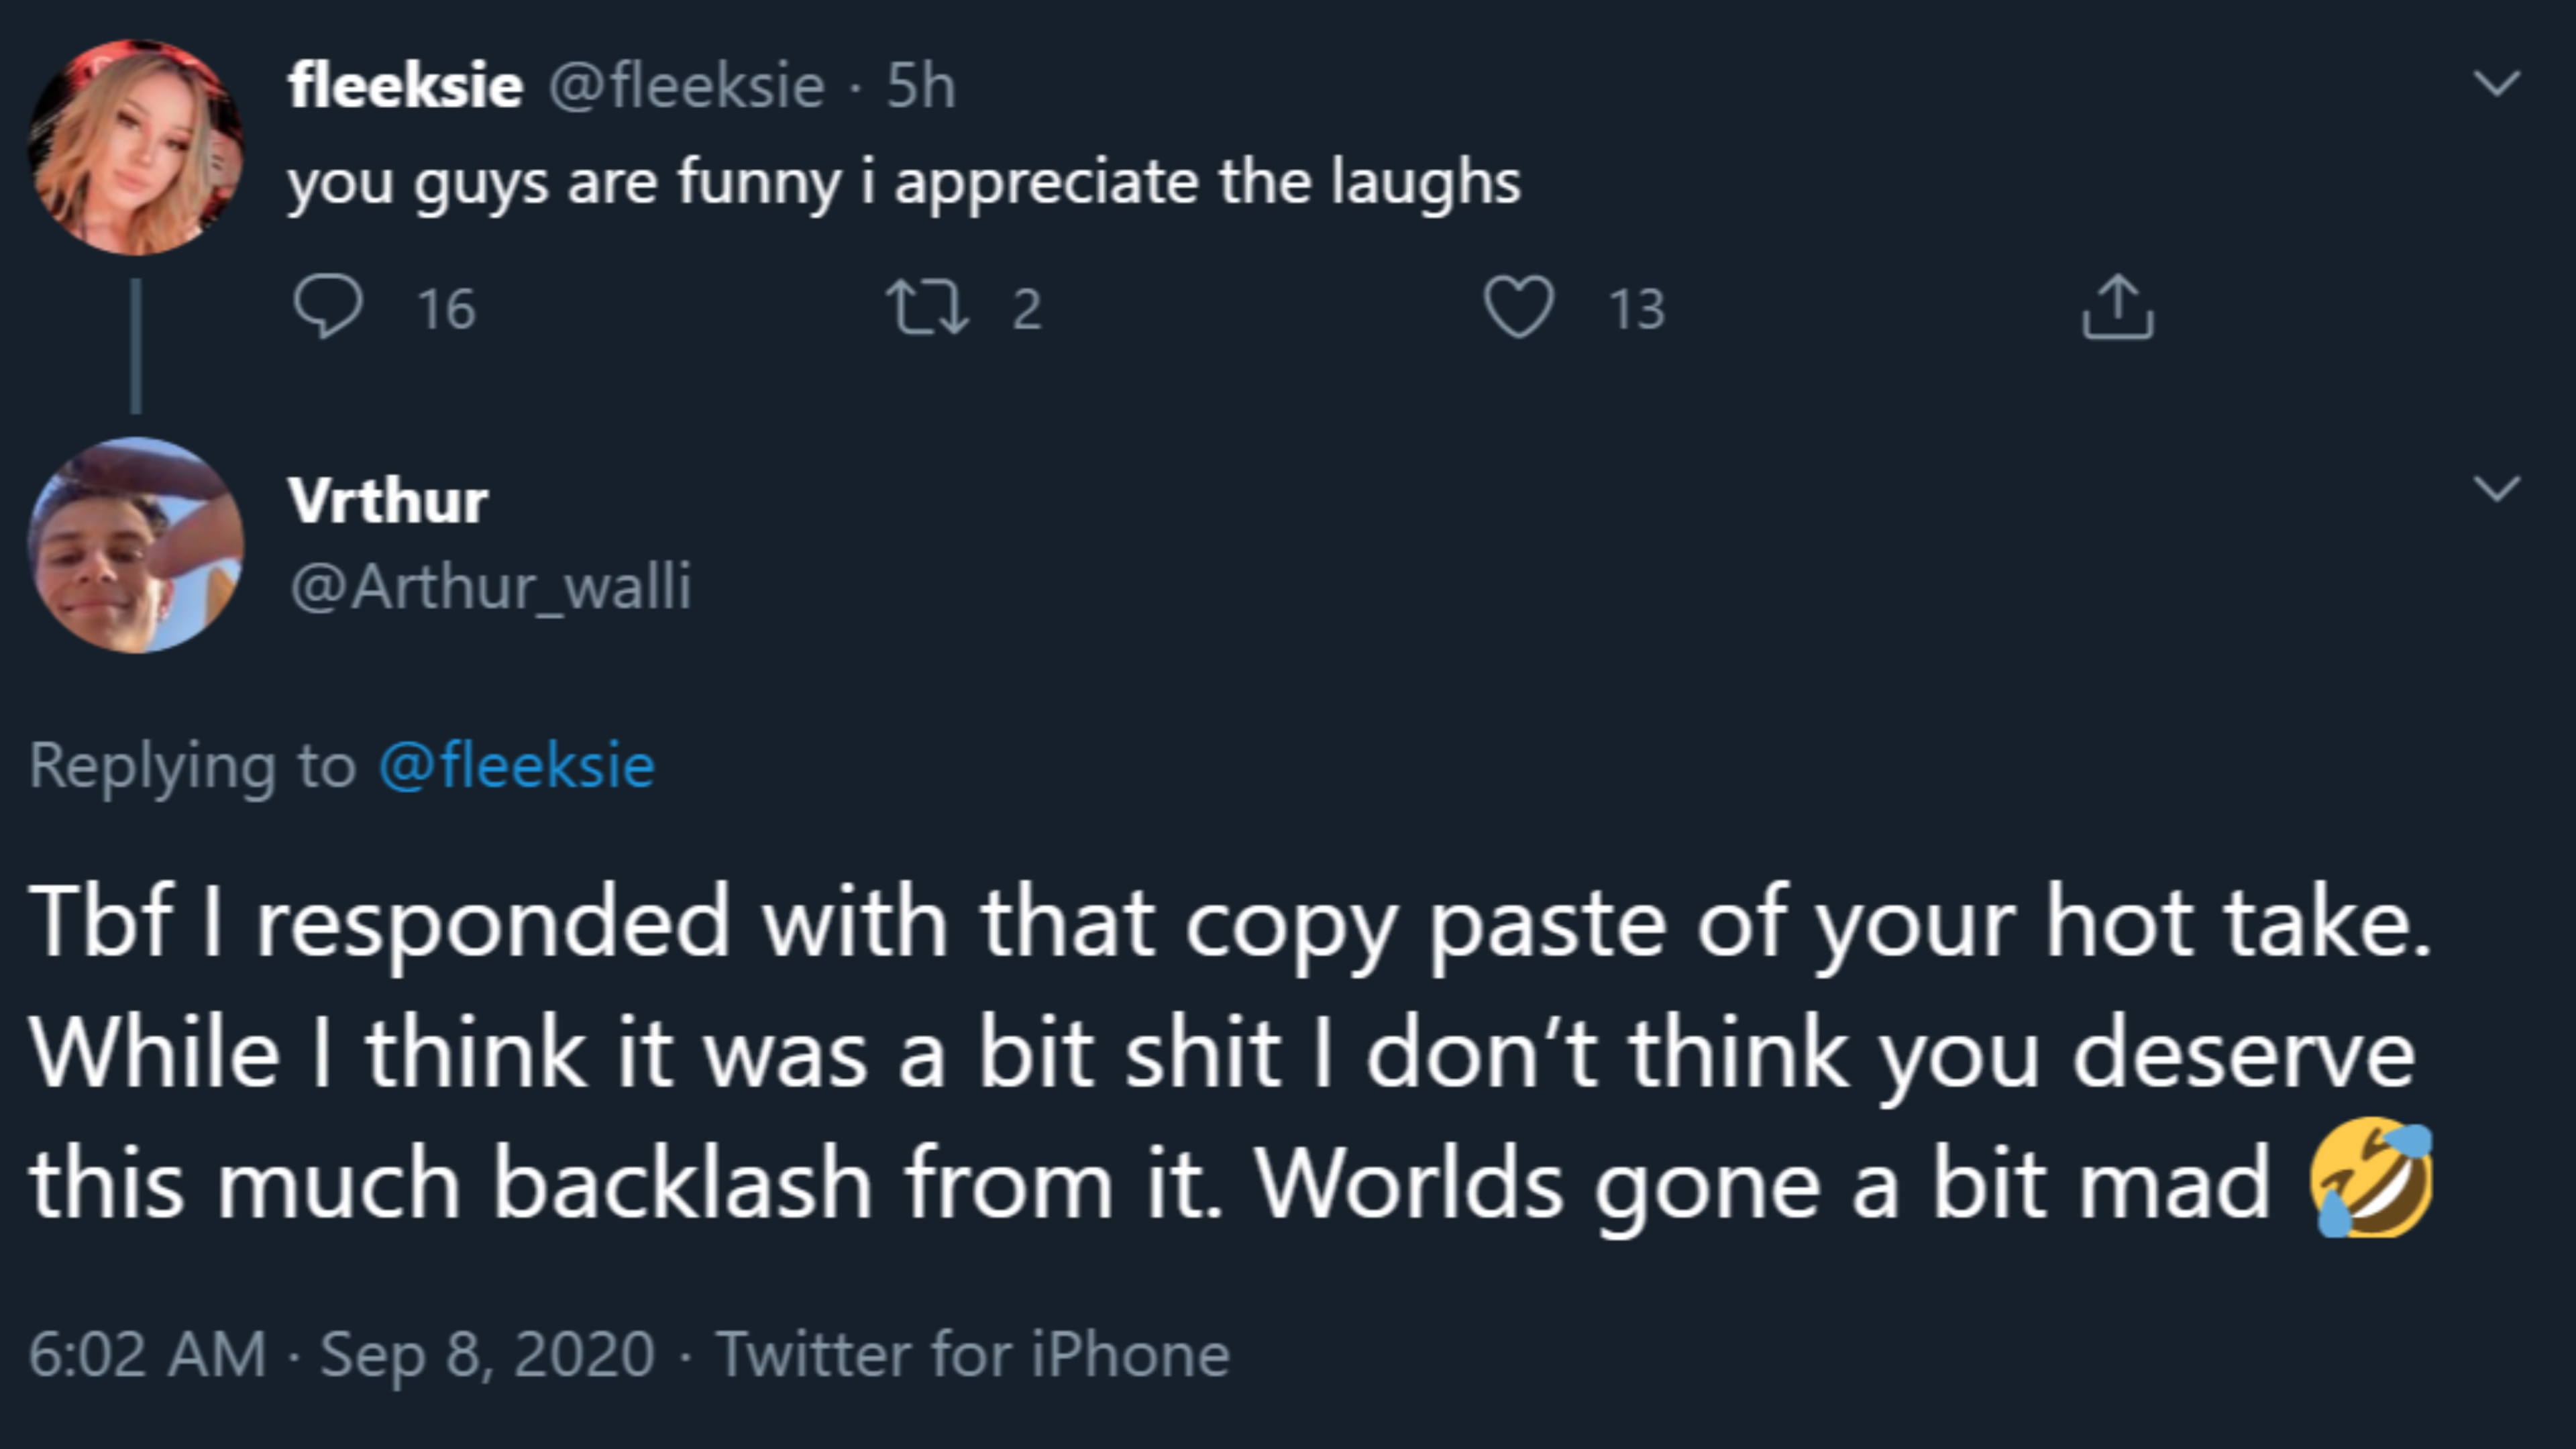 fleeksie @fleeksie · 5h
you guys are funny i appreciate the laughs
16 2 13
Vrthur
@Arthur_walli
Replying to @fleeksie
Tbf I responded with that copy paste of your hot take.
While I think it was a bit shit I don’t think you deserve
this much backlash from it. Worlds gone a bit mad 🤣
6:02 AM · Sep 8, 2020 · Twitter for iPhone